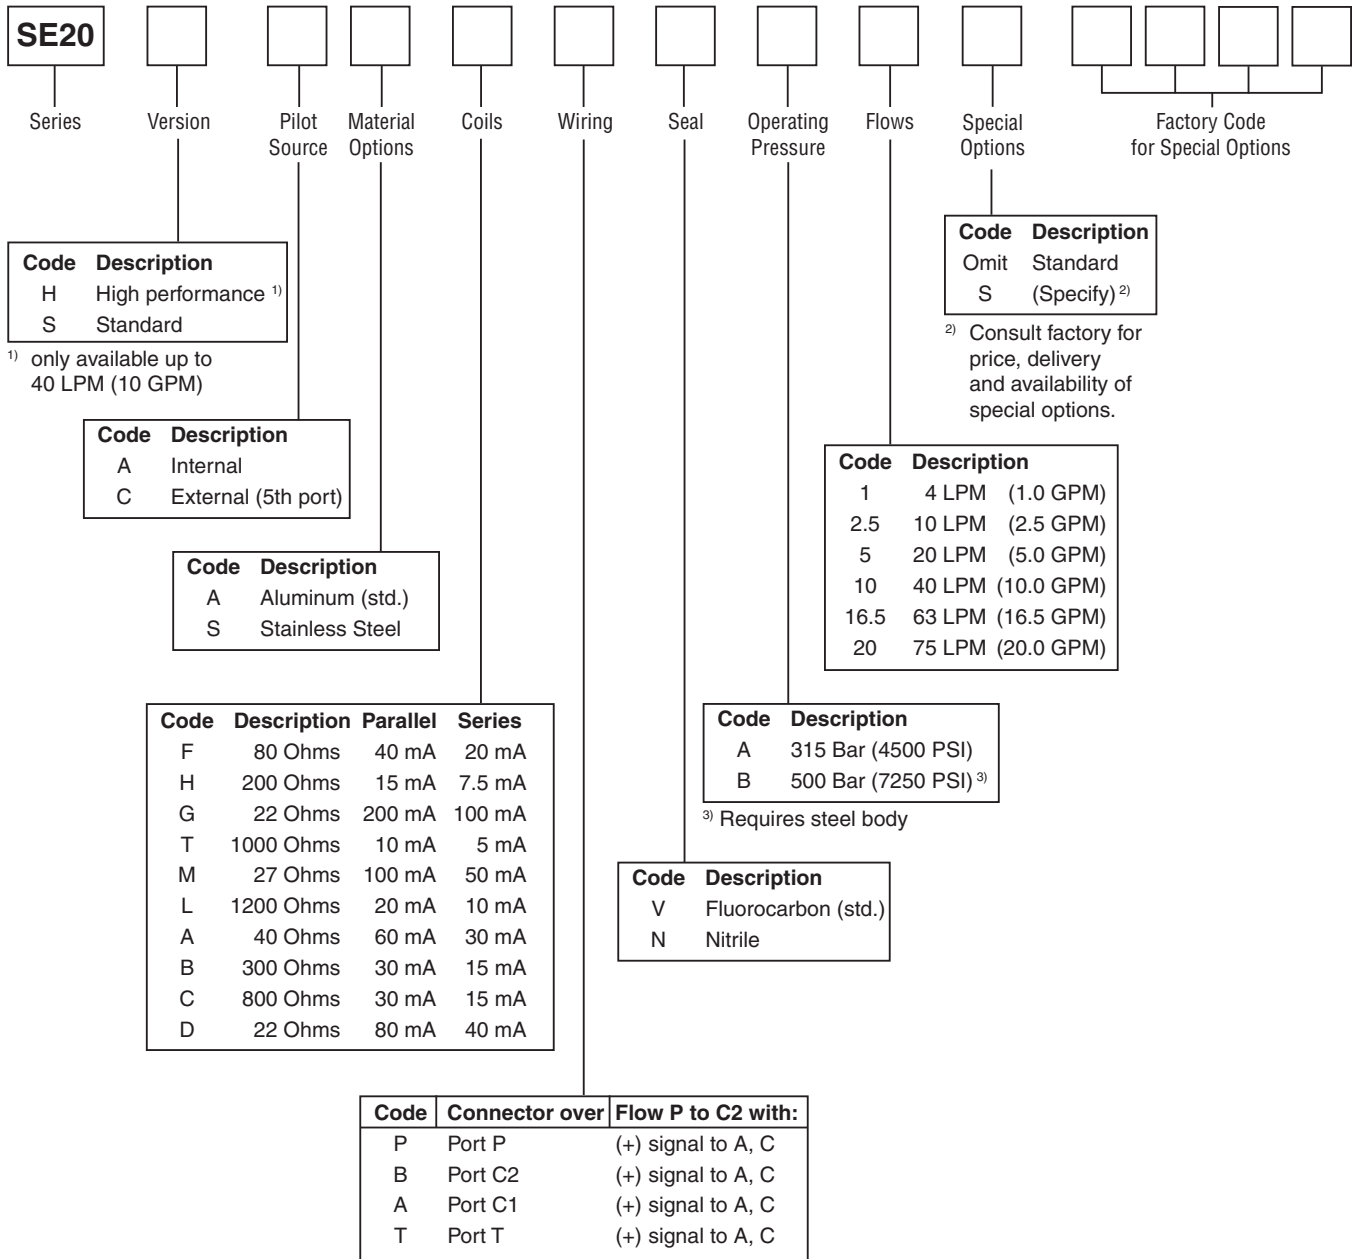 SE20
Series
Version
Pilot
Source
Material
Options
Coils
Wiring
Seal
Operating
Pressure
Flows
Special
Options
Factory Code
for Special Options
Code Description
H High performance 1)
S Standard
1) only available up to
40 LPM (10 GPM)
Code Description
Omit Standard
S (Specify) 2)
2) Consult factory for
price, delivery
and availability of
special options.
Code Description
A Internal
C External (5th port)
Code Description
1 4 LPM (1.0 GPM)
2.5 10 LPM (2.5 GPM)
5 20 LPM (5.0 GPM)
10 40 LPM (10.0 GPM)
16.5 63 LPM (16.5 GPM)
20 75 LPM (20.0 GPM)
Code Description
A Aluminum (std.)
S Stainless Steel
Code Description Parallel Series
F 80 Ohms 40 mA 20 mA
H 200 Ohms 15 mA 7.5 mA
G 22 Ohms 200 mA 100 mA
T 1000 Ohms 10 mA 5 mA
M 27 Ohms 100 mA 50 mA
L 1200 Ohms 20 mA 10 mA
A 40 Ohms 60 mA 30 mA
B 300 Ohms 30 mA 15 mA
C 800 Ohms 30 mA 15 mA
D 22 Ohms 80 mA 40 mA
Code Description
A 315 Bar (4500 PSI)
B 500 Bar (7250 PSI) 3)
3) Requires steel body
Code Description
V Fluorocarbon (std.)
N Nitrile
Code Connector over Flow P to C2 with:
P Port P (+) signal to A, C
B Port C2 (+) signal to A, C
A Port C1 (+) signal to A, C
T Port T (+) signal to A, C